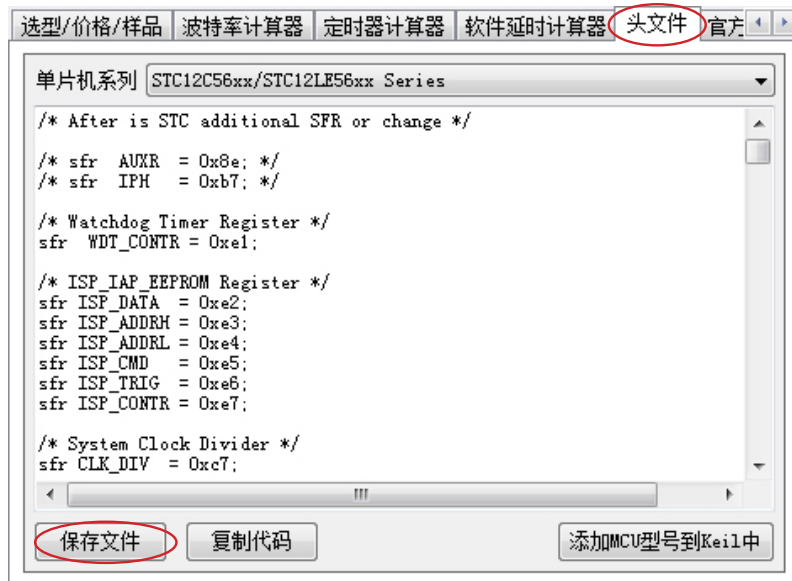 选型/价格/样品 波特率计算器 定时器计算器 软件延时计算器 头文件 官方
单片机系列 STC12C56xx/STC12LE56xx Series
/* After is STC additional SFR or change */
/* sfr  AUXR  = 0x8e; */
/* sfr  IPH   = 0xb7; */
/* Watchdog Timer Register */
sfr  WDT_CONTR = 0xe1;
/* ISP_IAP_EEPROM Register */
sfr ISP_DATA  = 0xe2;
sfr ISP_ADDRH = 0xe3;
sfr ISP_ADDRL = 0xe4;
sfr ISP_CMD   = 0xe5;
sfr ISP_TRIG  = 0xe6;
sfr ISP_CONTR = 0xe7;
/* System Clock Divider */
sfr CLK_DIV  = 0xc7;
保存文件 复制代码 添加MCU型号到Keil中